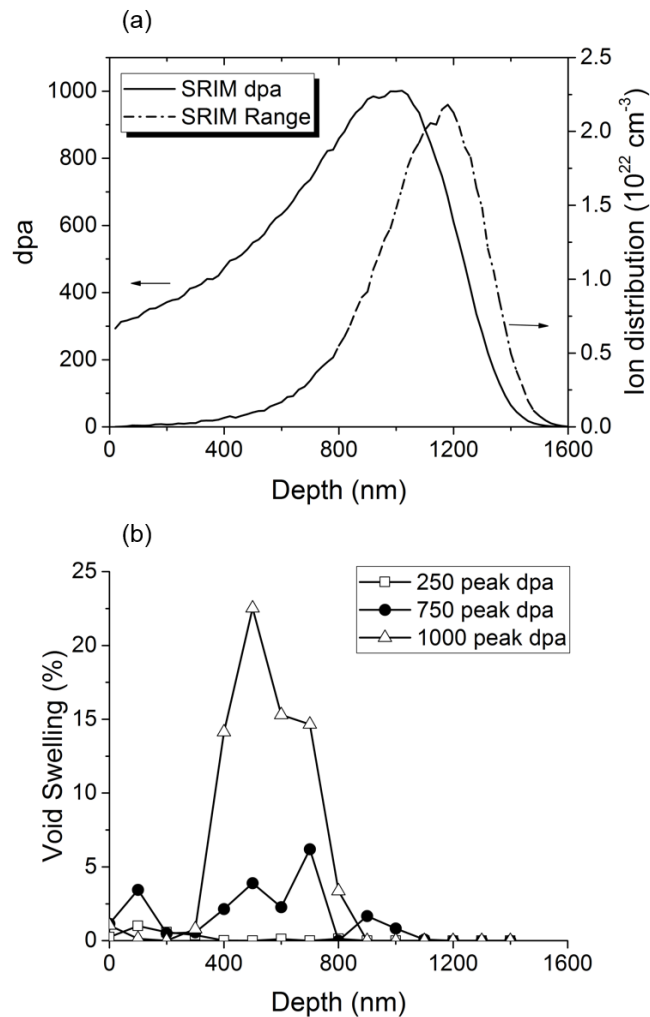 (a)
SRIM dpa
SRIM Range
1000
800
600
400
200
0
dpa
2.5
2.0
1.5
1.0
0.5
0.0
Ion distribution (10²² cm⁻³)
0 400 800 1200 1600
Depth (nm)
(b)
250 peak dpa
750 peak dpa
1000 peak dpa
25
20
15
10
5
0
Void Swelling (%)
0 400 800 1200 1600
Depth (nm)